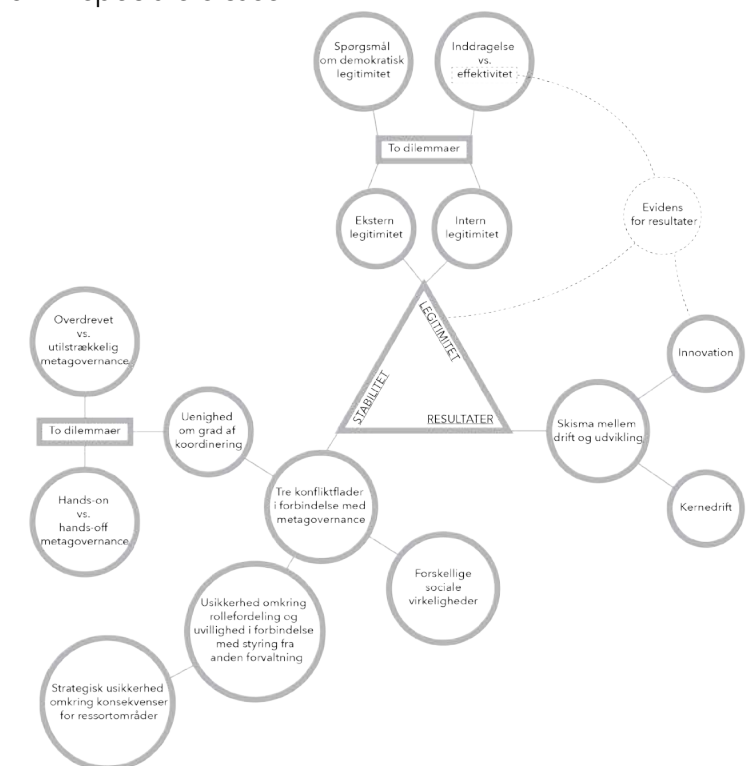 Spørgsmål
om demokratisk
legitimitet
Inddragelse
vs.
effektivitet
To dilemmaer
Ekstern
legitimitet
Intern
legitimitet
Evidens
for resultater
LEGITIMITET
STABILITET
RESULTATER
Overdrevet
vs.
utilstrækkelig
metagovernance
To dilemmaer
Uenighed
om grad af
koordinering
Hands-on
vs.
hands-off
metagovernance
Tre konfliktflader
i forbindelse med
metagovernance
Skisma mellem
drift og udvikling
Innovation
Kernedrift
Forskellige
sociale
virkeligheder
Usikkerhed omkring
rollefordeling og
uvillighed i forbindelse
med styring fra
anden forvaltning
Strategisk usikkerhed
omkring konsekvenser
for ressortområder